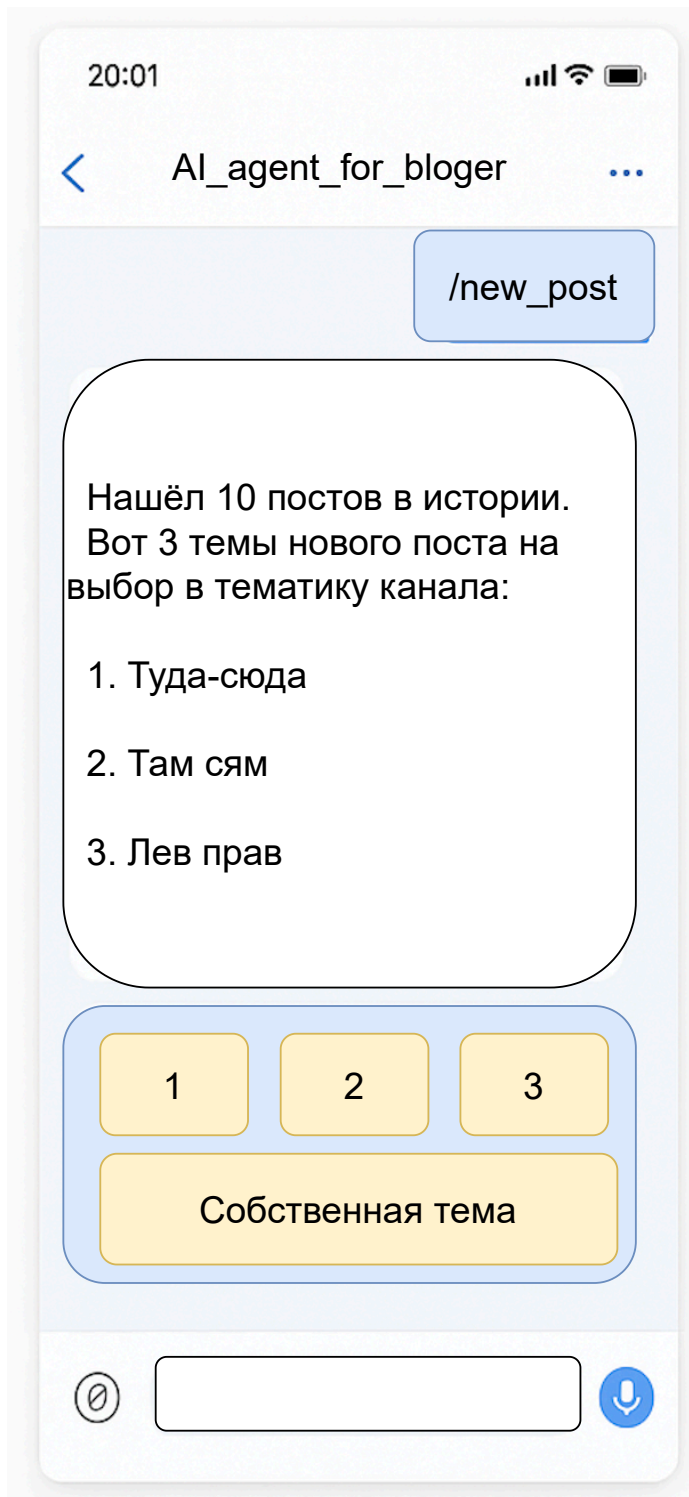 20:01
AI_agent_for_bloger
/new_post
Нашёл 10 постов в истории.
Вот 3 темы нового поста на
выбор в тематику канала:
1. Туда-сюда
2. Там сям
3. Лев прав
1 2 3
Собственная тема